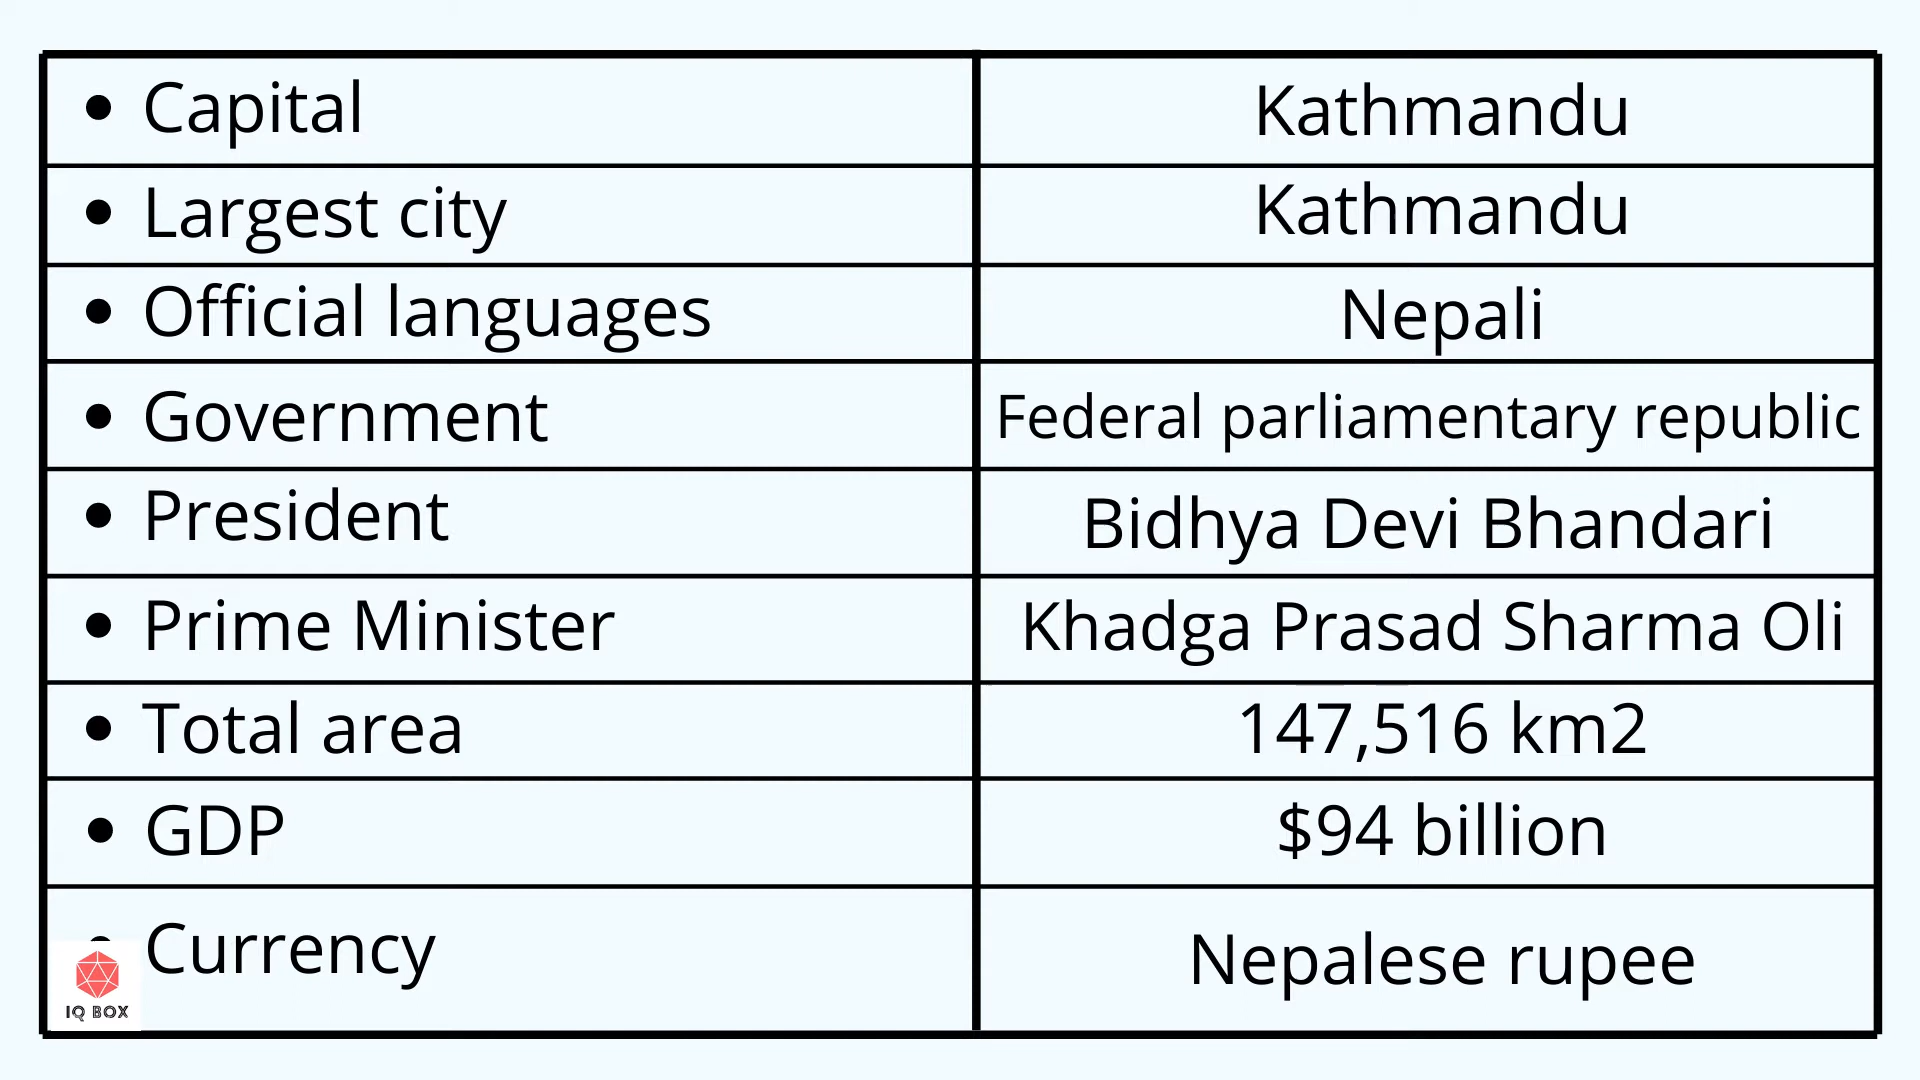 • Capital Kathmandu
• Largest city Kathmandu
• Official languages Nepali
• Government Federal parliamentary republic
• President Bidhya Devi Bhandari
• Prime Minister Khadga Prasad Sharma Oli
• Total area 147,516 km2
• GDP $94 billion
• Currency Nepalese rupee
IQ BOX